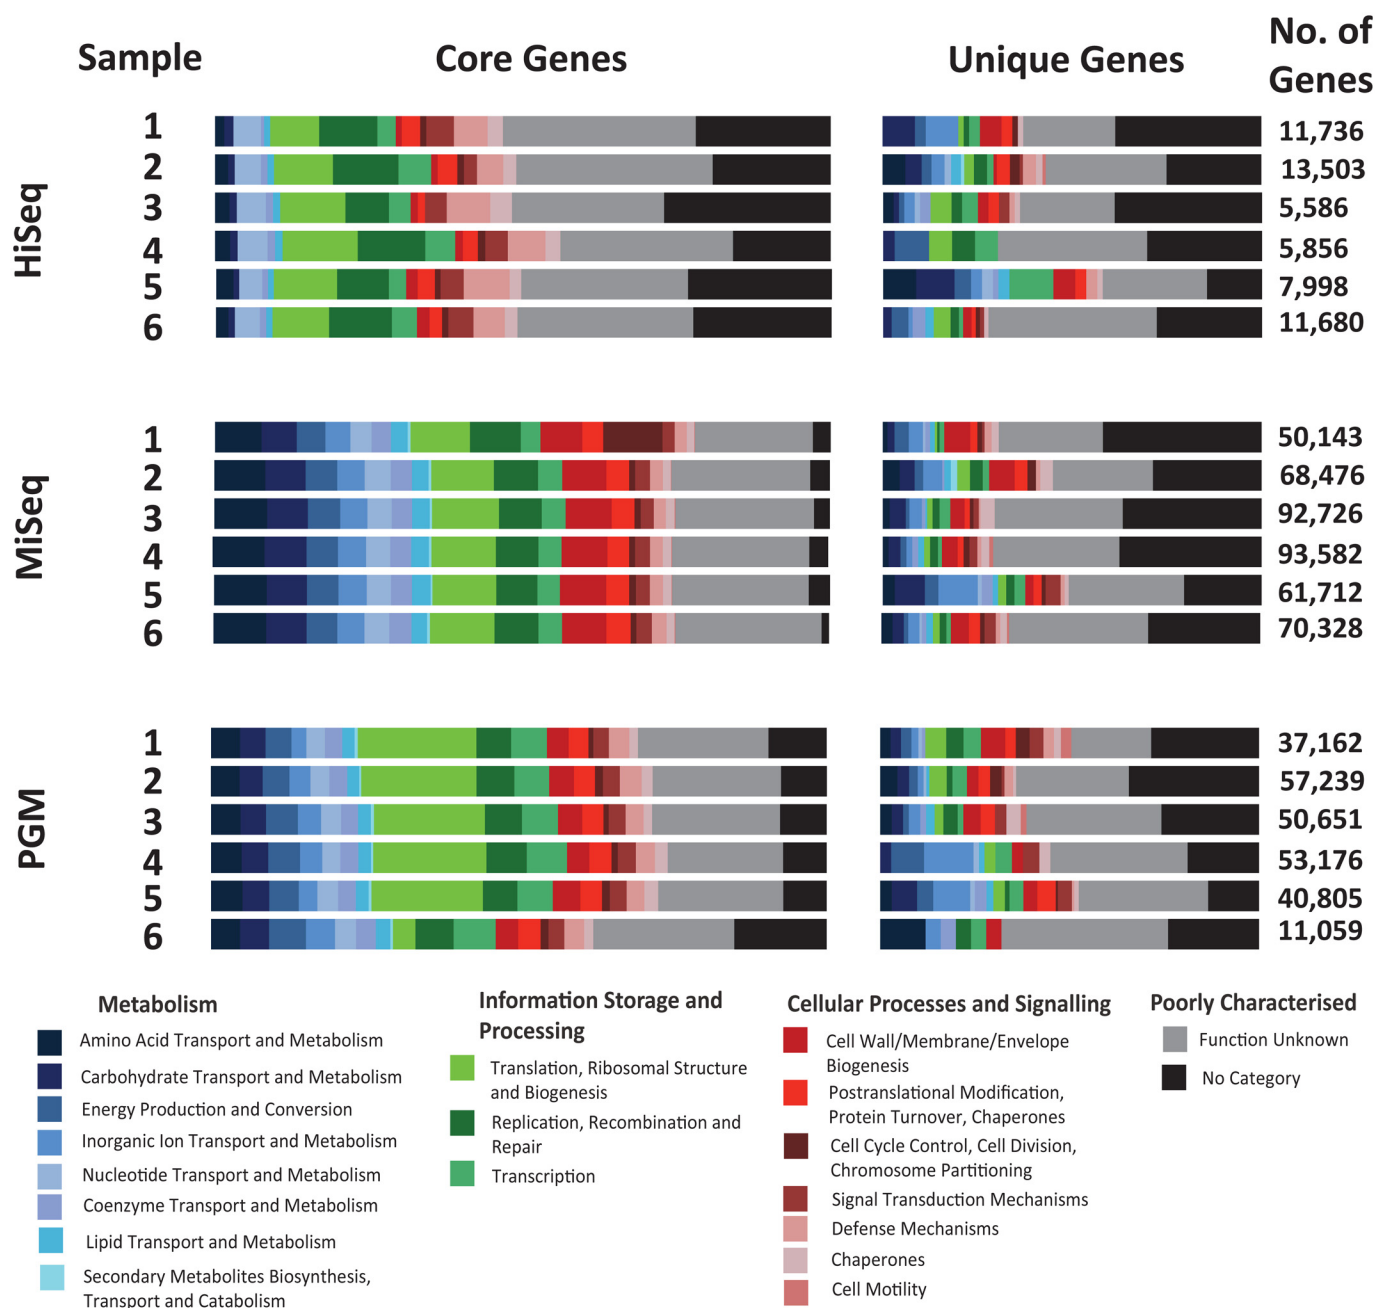 Sample Core Genes Unique Genes No. of
Genes
HiSeq
1 11,736
2 13,503
3 5,586
4 5,856
5 7,998
6 11,680
MiSeq
1 50,143
2 68,476
3 92,726
4 93,582
5 61,712
6 70,328
PGM
1 37,162
2 57,239
3 50,651
4 53,176
5 40,805
6 11,059
Metabolism
Amino Acid Transport and Metabolism
Carbohydrate Transport and Metabolism
Energy Production and Conversion
Inorganic Ion Transport and Metabolism
Nucleotide Transport and Metabolism
Coenzyme Transport and Metabolism
Lipid Transport and Metabolism
Secondary Metabolites Biosynthesis,
Transport and Catabolism
Information Storage and
Processing
Translation, Ribosomal Structure
and Biogenesis
Replication, Recombination and
Repair
Transcription
Cellular Processes and Signalling
Cell Wall/Membrane/Envelope
Biogenesis
Postranslational Modification,
Protein Turnover, Chaperones
Cell Cycle Control, Cell Division,
Chromosome Partitioning
Signal Transduction Mechanisms
Defense Mechanisms
Chaperones
Cell Motility
Poorly Characterised
Function Unknown
No Category